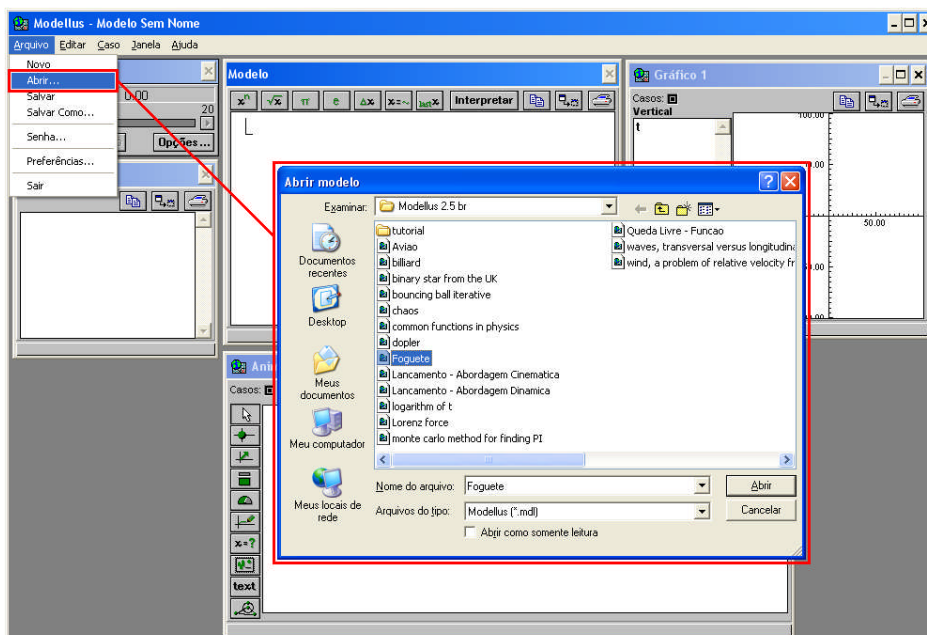 Modellus - Modelo Sem Nome
Arquivo Editar Caso Janela Ajuda
Novo
Abrir...
Salvar
Salvar Como...
Senha...
Preferências...
Sair
0.00
20
Opções...
Modelo
xⁿ √x π e Δx last x Interpretar
Gráfico 1
Casos:
Vertical
t
100.00
50.00
Abrir modelo
Examinar: Modellus 2.5 br
Documentos recentes
Desktop
Meus documentos
Meu computador
Meus locais de rede
tutorial
Aviao
billiard
binary star from the UK
bouncing ball iterative
chaos
common functions in physics
dopler
Foguete
Lancamento - Abordagem Cinematica
Lancamento - Abordagem Dinamica
logarithm of t
Lorenz force
monte carlo method for finding PI
Queda Livre - Funcao
waves, transversal versus longitudina
wind, a problem of relative velocity fr
Nome do arquivo: Foguete Abrir
Arquivos do tipo: Modellus (*.mdl) Cancelar
Abrir como somente leitura
Ani
Casos:
x=?
text